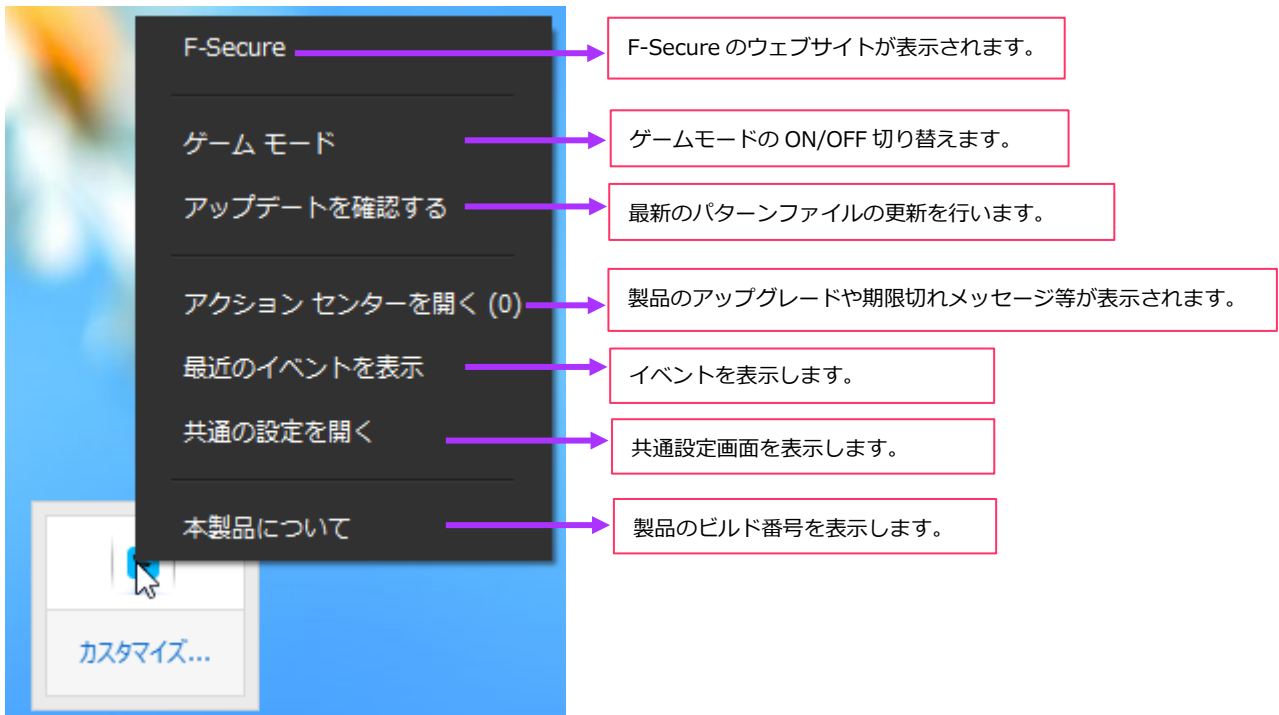 F-Secure
F-Secure のウェブサイトが表示されます。
ゲーム モード
ゲームモードの ON/OFF 切り替えます。
アップデートを確認する
最新のパターンファイルの更新を行います。
アクション センターを開く (0)
製品のアップグレードや期限切れメッセージ等が表示されます。
最近のイベントを表示
イベントを表示します。
共通の設定を開く
共通設定画面を表示します。
本製品について
製品のビルド番号を表示します。
カスタマイズ...